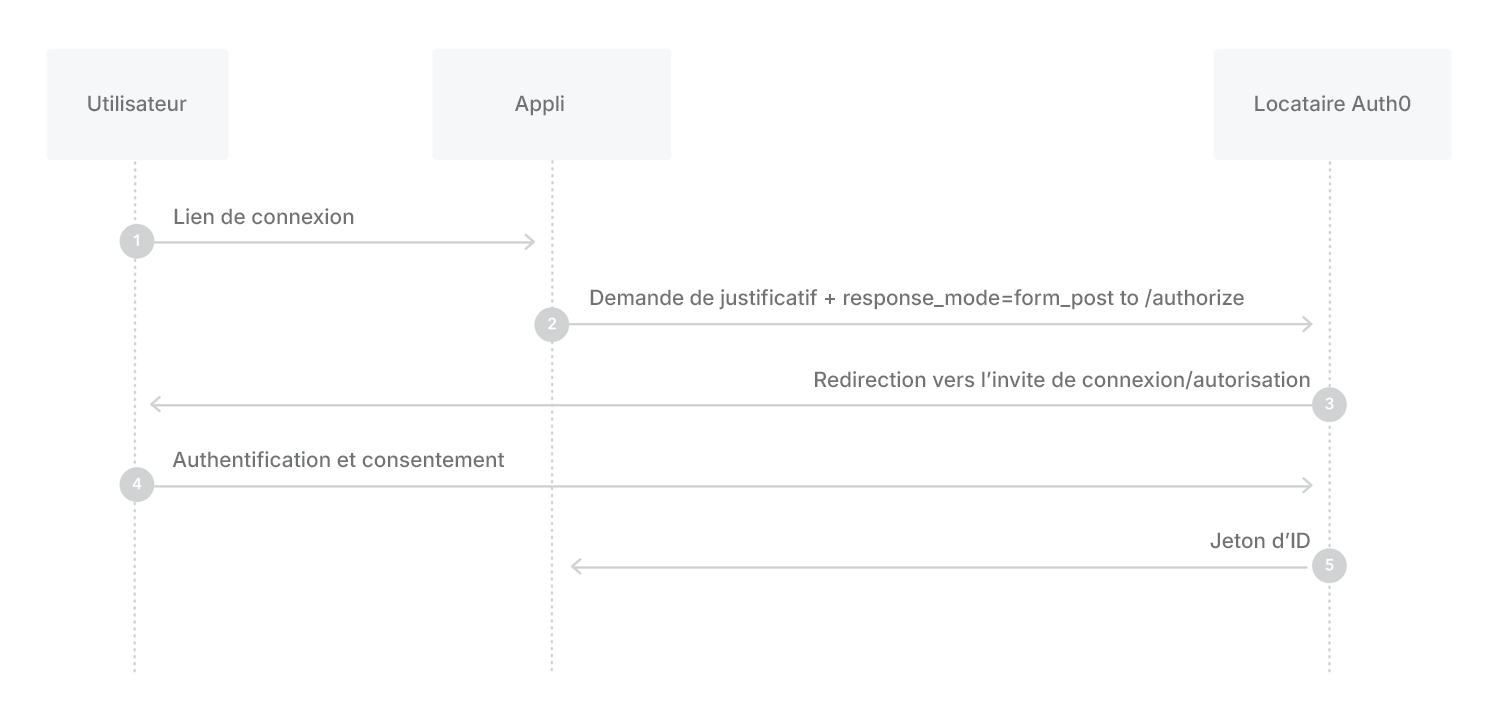 Utilisateur
Appli
Locataire Auth0
Lien de connexion
1
Demande de justificatif + response_mode=form_post to /authorize
2
Redirection vers l’invite de connexion/autorisation
3
Authentification et consentement
4
Jeton d’ID
5